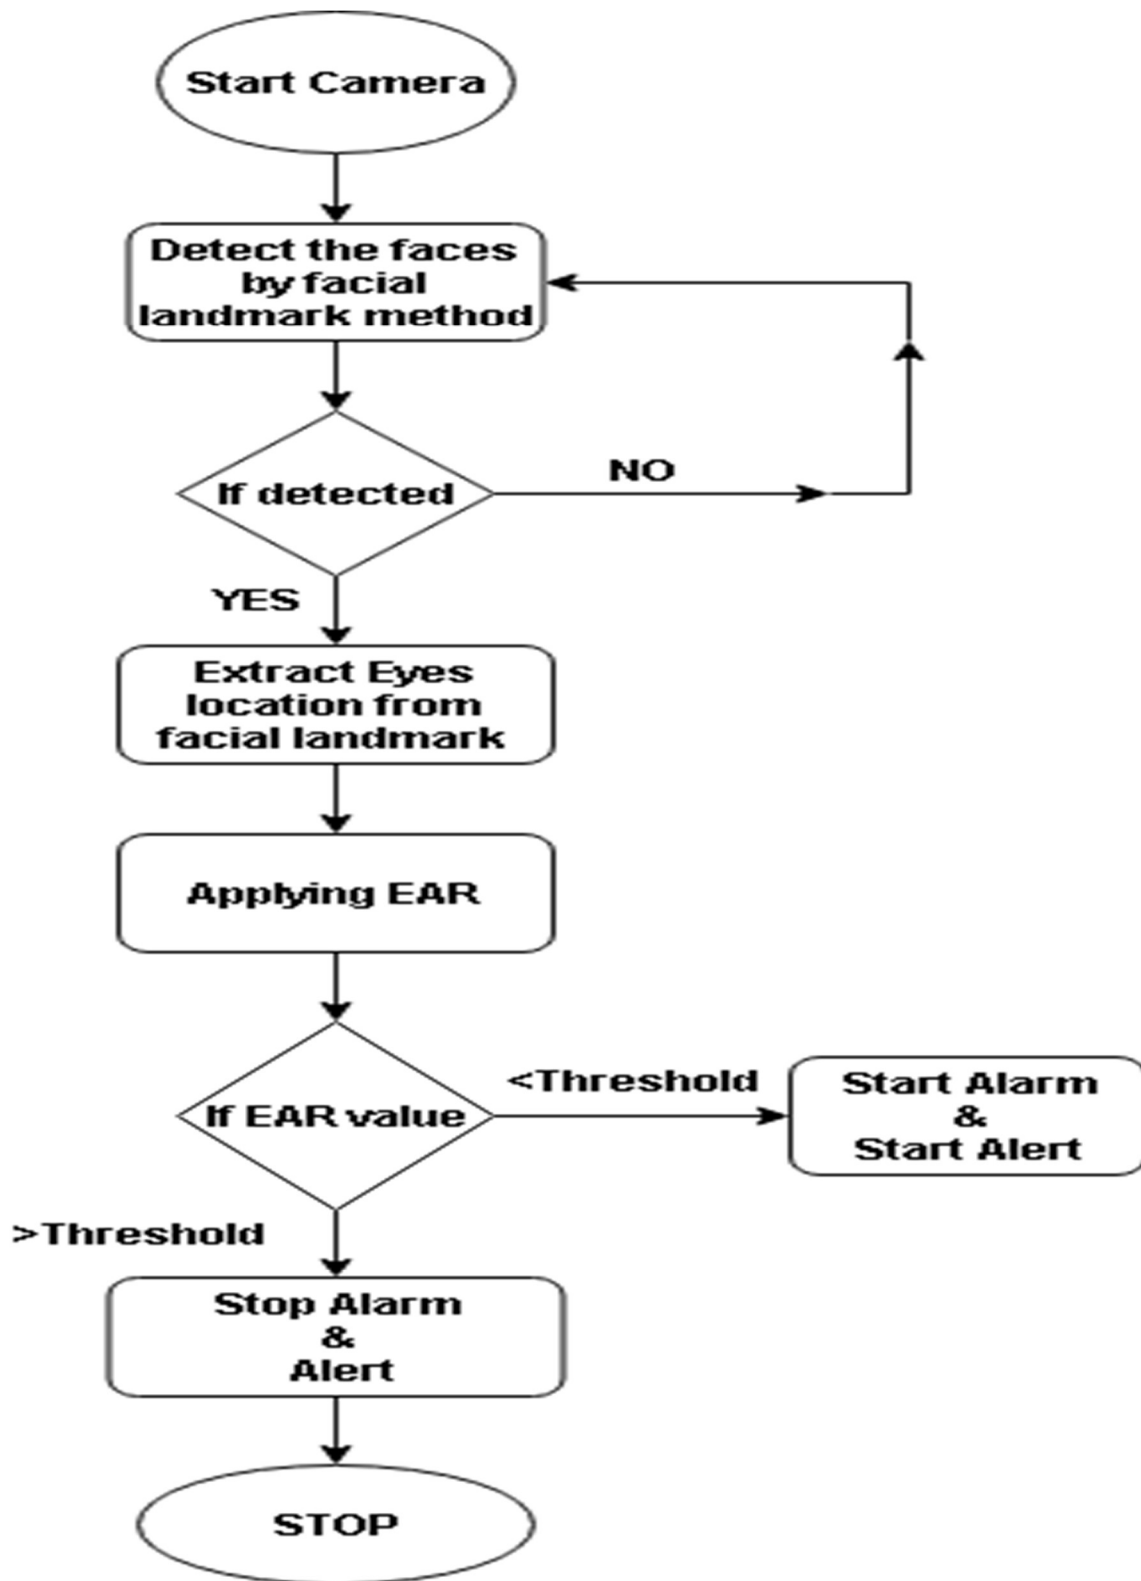 Start Camera
Detect the faces
by facial
landmark method
If detected
NO
YES
Extract Eyes
location from
facial landmark
Applying EAR
If EAR value
<Threshold
Start Alarm
&
Start Alert
>Threshold
Stop Alarm
&
Alert
STOP